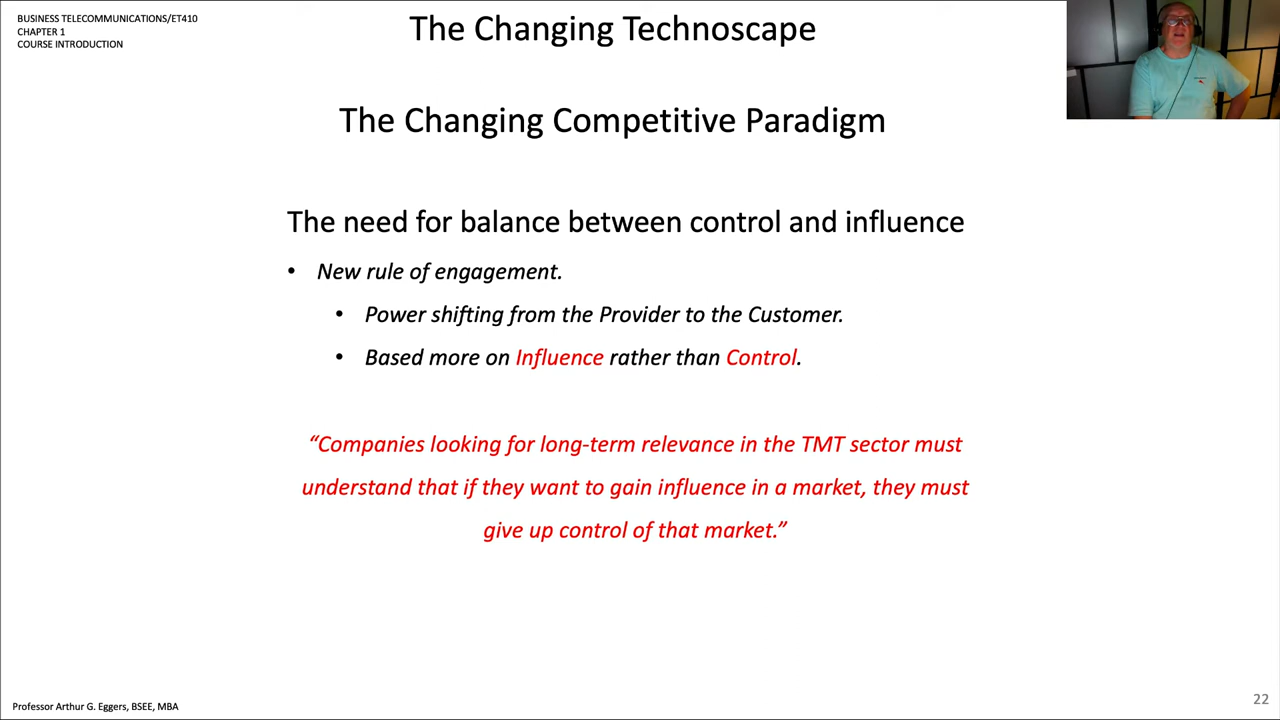 BUSINESS TELECOMMUNICATIONS/ET410
CHAPTER 1
COURSE INTRODUCTION
The Changing Technoscape
The Changing Competitive Paradigm
The need for balance between control and influence
• New rule of engagement.
• Power shifting from the Provider to the Customer.
• Based more on Influence rather than Control.
“Companies looking for long-term relevance in the TMT sector must
understand that if they want to gain influence in a market, they must
give up control of that market.”
Professor Arthur G. Eggers, BSEE, MBA
22